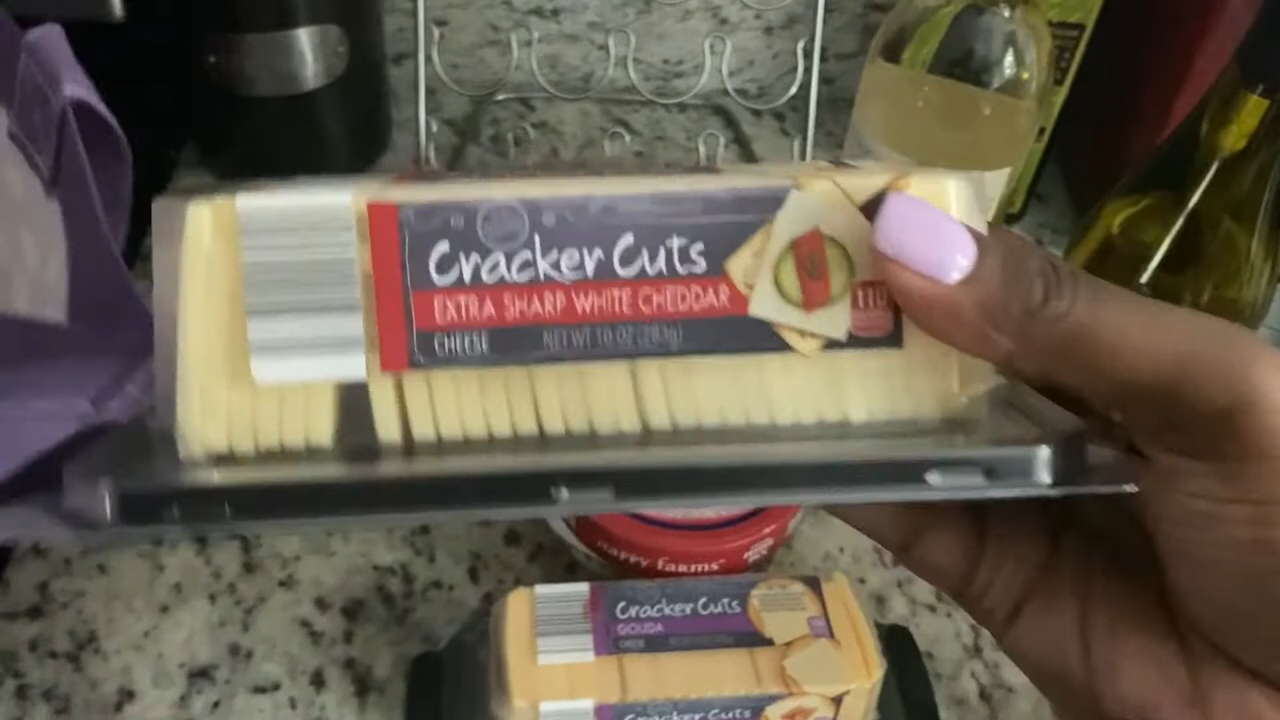 Cracker Cuts
EXTRA SHARP WHITE CHEDDAR
CHEESE NET WT 10 OZ (283g)
110
happy farms
Cracker Cuts
GOUDA
Cracker Cuts